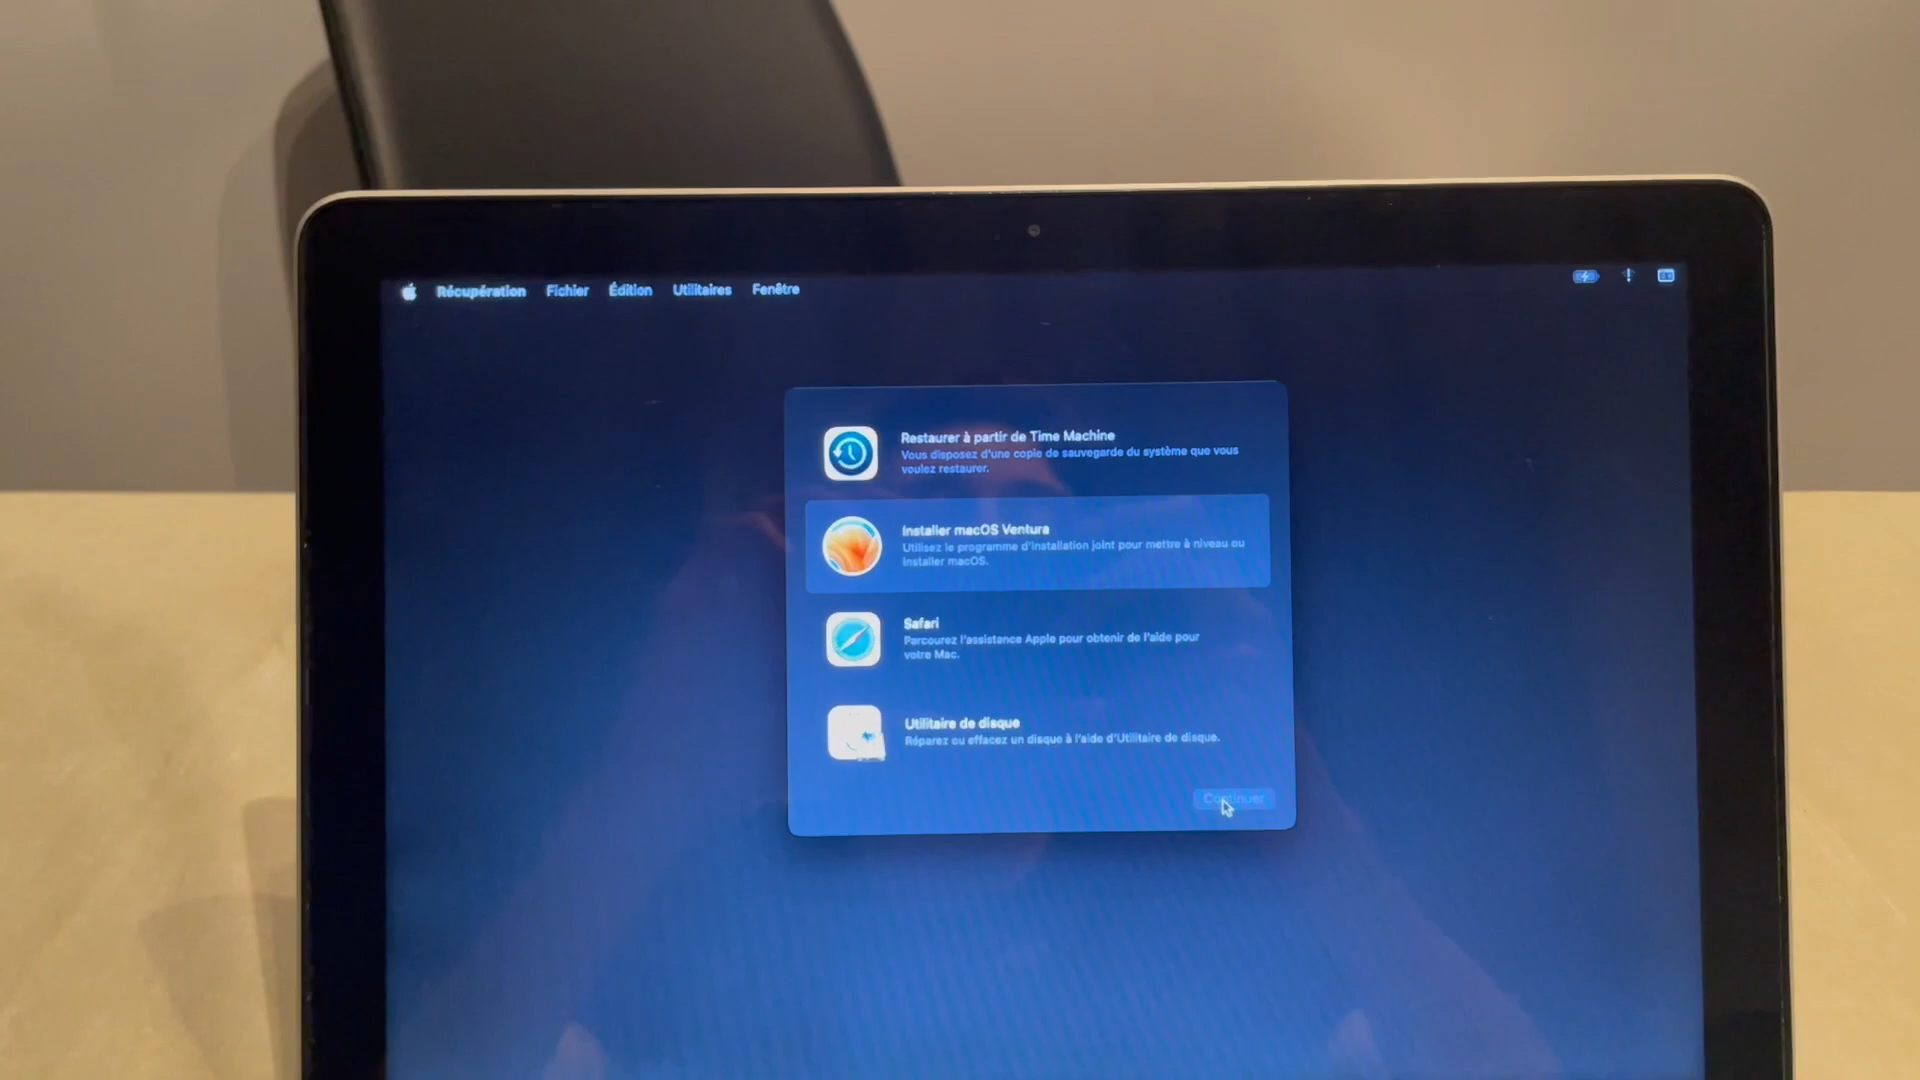 Récupération Fichier Édition Utilitaires Fenêtre
Restaurer à partir de Time Machine
Vous disposez d'une copie de sauvegarde du système que vous
voulez restaurer.
Installer macOS Ventura
Utilisez le programme d'installation joint pour mettre à niveau ou
installer macOS.
Safari
Parcourez l'assistance Apple pour obtenir de l'aide pour
votre Mac.
Utilitaire de disque
Réparez ou effacez un disque à l'aide d'Utilitaire de disque.
Continuer